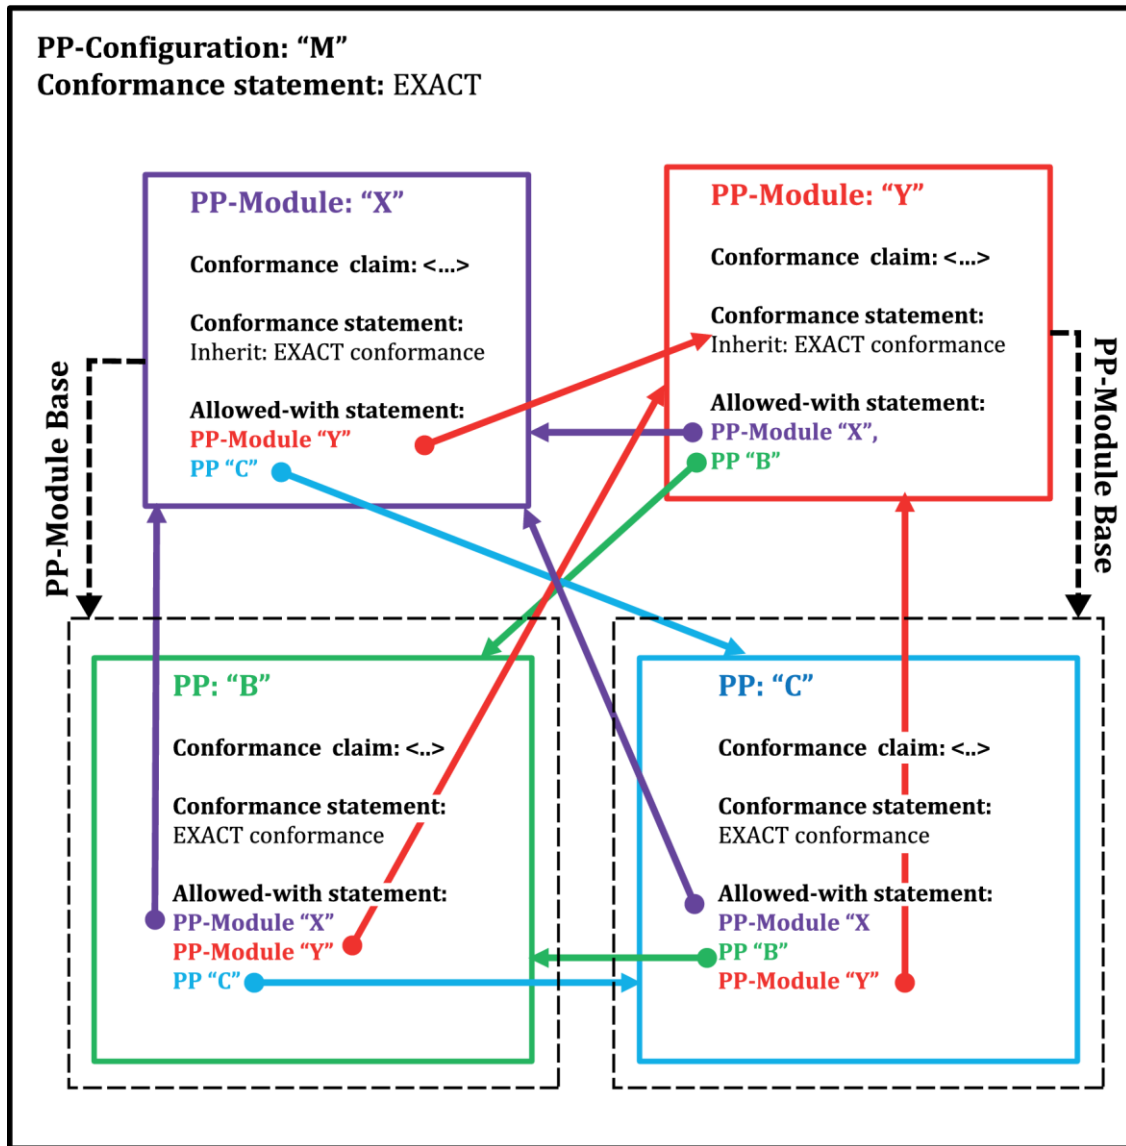 PP-Configuration: “M”
Conformance statement: EXACT
PP-Module: “X”
Conformance claim: <...>
Conformance statement:
Inherit: EXACT conformance
Allowed-with statement:
PP-Module “Y”
PP “C”
PP-Module: “Y”
Conformance claim: <...>
Conformance statement:
Inherit: EXACT conformance
Allowed-with statement:
PP-Module “X”,
PP “B”
PP-Module Base
PP-Module Base
PP: “B”
Conformance claim: <..>
Conformance statement:
EXACT conformance
Allowed-with statement:
PP-Module “X”
PP-Module “Y”
PP “C”
PP: “C”
Conformance claim: <..>
Conformance statement:
EXACT conformance
Allowed-with statement:
PP-Module “X
PP “B”
PP-Module “Y”